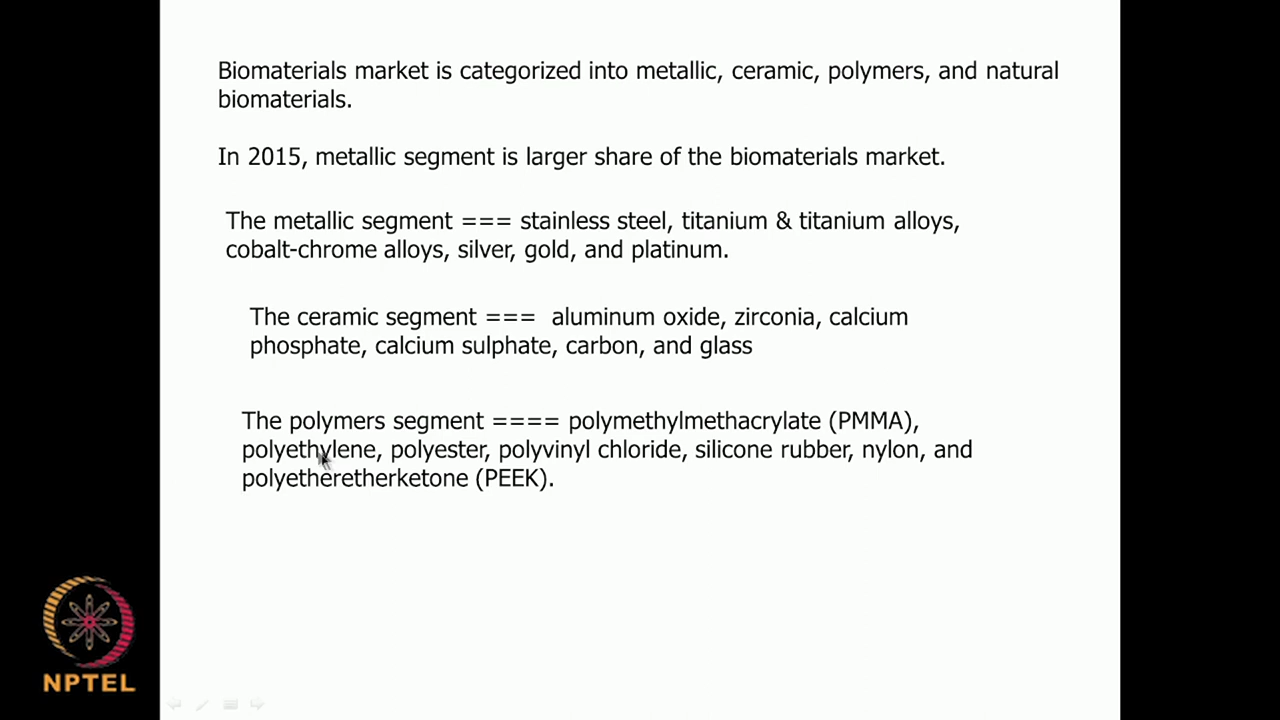 Biomaterials market is categorized into metallic, ceramic, polymers, and natural
biomaterials.
In 2015, metallic segment is larger share of the biomaterials market.
The metallic segment === stainless steel, titanium & titanium alloys,
cobalt-chrome alloys, silver, gold, and platinum.
The ceramic segment === aluminum oxide, zirconia, calcium
phosphate, calcium sulphate, carbon, and glass
The polymers segment ==== polymethylmethacrylate (PMMA),
polyethylene, polyester, polyvinyl chloride, silicone rubber, nylon, and
polyetheretherketone (PEEK).
NPTEL